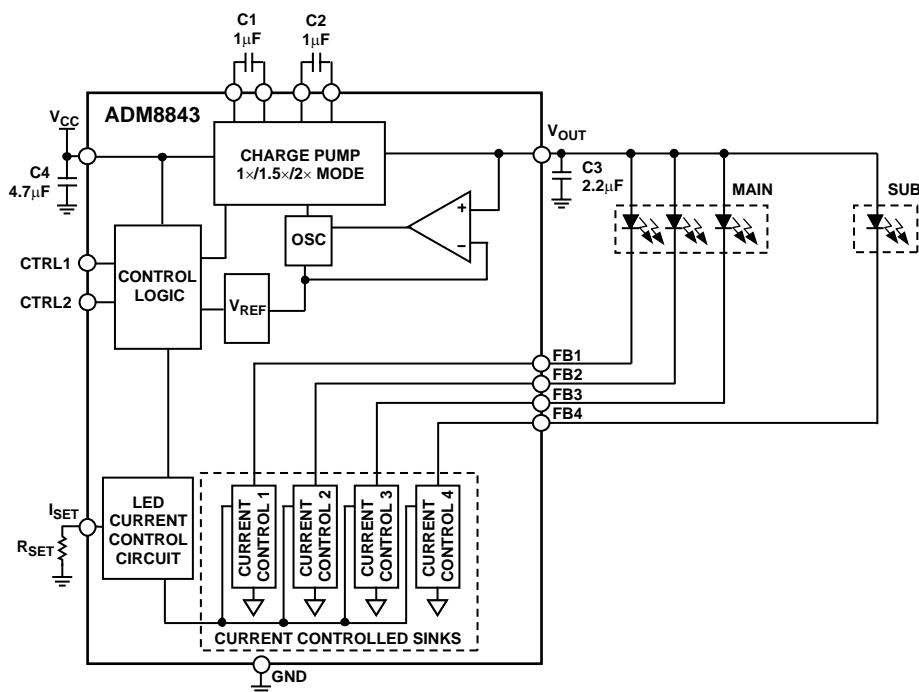 C1
1μF
C2
1μF
ADM8843
VCC
C4
4.7μF
CHARGE PUMP
1×/1.5×/2× MODE
VOUT
C3
2.2μF
MAIN
SUB
OSC
+
–
CTRL1
CTRL2
CONTROL
LOGIC
VREF
FB1
FB2
FB3
FB4
ISET
RSET
LED
CURRENT
CONTROL
CIRCUIT
CURRENT
CONTROL 1
CURRENT
CONTROL 2
CURRENT
CONTROL 3
CURRENT
CONTROL 4
CURRENT CONTROLLED SINKS
GND